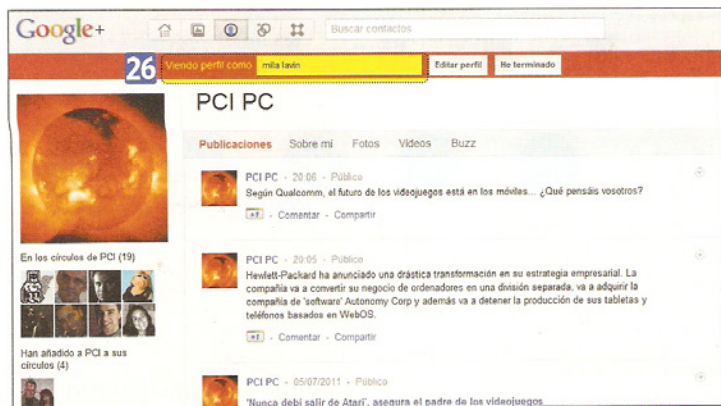 Google+
Buscar contactos
26 Viendo perfil como mila lavin Editar perfil He terminado
PCI PC
Publicaciones Sobre mí Fotos Vídeos Buzz
PCI PC - 20:06 - Público
Según Qualcomm, el futuro de los videojuegos está en los móviles... ¿Qué pensáis vosotros?
+1 - Comentar - Compartir
En los círculos de PCI (19)
PCI PC - 20:05 - Público
Hewlett-Packard ha anunciado una drástica transformación en su estrategia empresarial. La
compañía va a convertir su negocio de ordenadores en una división separada, va a adquirir la
compañía de 'software' Autonomy Corp y además va a detener la producción de sus tabletas y
teléfonos basados en WebOS.
+1 - Comentar - Compartir
Han añadido a PCI a sus
círculos (4)
PCI PC - 05/07/2011 - Público
'Nunca debí salir de Atari', asegura el padre de los videojuegos